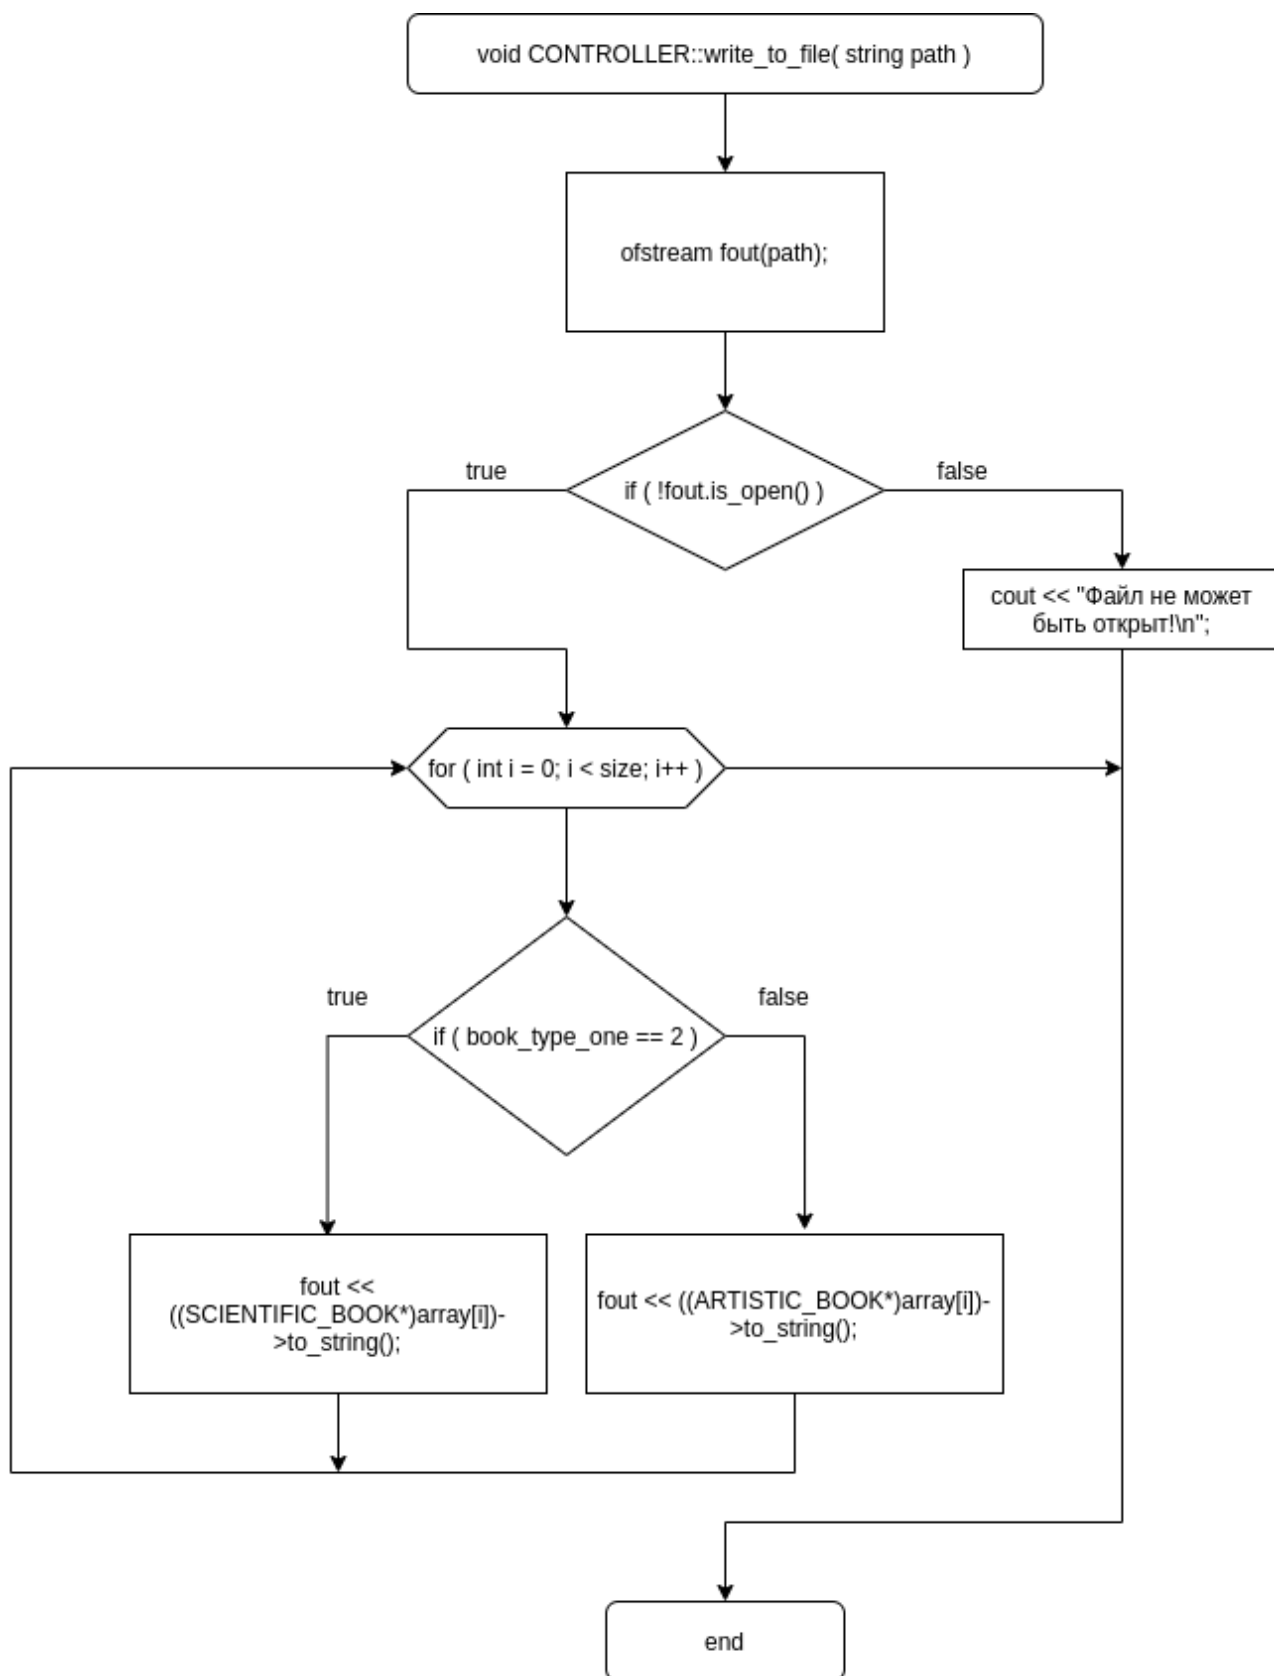 void CONTROLLER::write_to_file( string path )
ofstream fout(path);
true
false
if ( !fout.is_open() )
cout << "Файл не может
быть открыт!\n";
for ( int i = 0; i < size; i++ )
true
false
if ( book_type_one == 2 )
fout <<
((SCIENTIFIC_BOOK*)array[i])-
>to_string();
fout << ((ARTISTIC_BOOK*)array[i])-
>to_string();
end